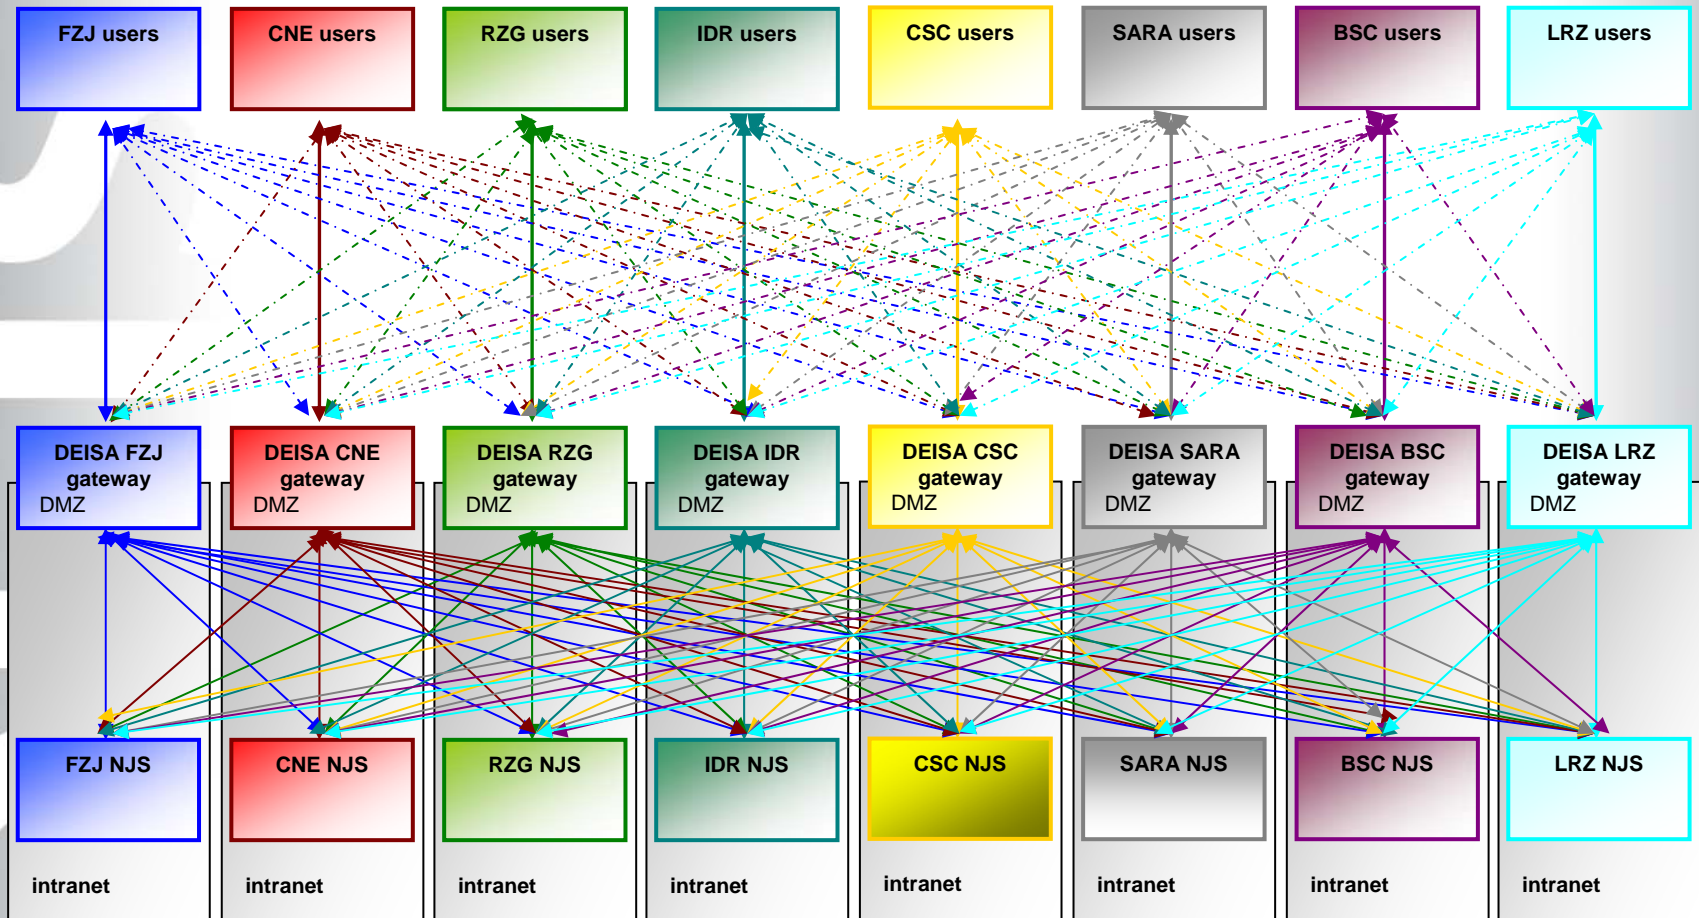 FZJ users
CNE users
RZG users
IDR users
CSC users
SARA users
BSC users
LRZ users
DEISA FZJ
gateway
DMZ
DEISA CNE
gateway
DMZ
DEISA RZG
gateway
DMZ
DEISA IDR
gateway
DMZ
DEISA CSC
gateway
DMZ
DEISA SARA
gateway
DMZ
DEISA BSC
gateway
DMZ
DEISA LRZ
gateway
DMZ
FZJ NJS
CNE NJS
RZG NJS
IDR NJS
CSC NJS
SARA NJS
BSC NJS
LRZ NJS
intranet
intranet
intranet
intranet
intranet
intranet
intranet
intranet